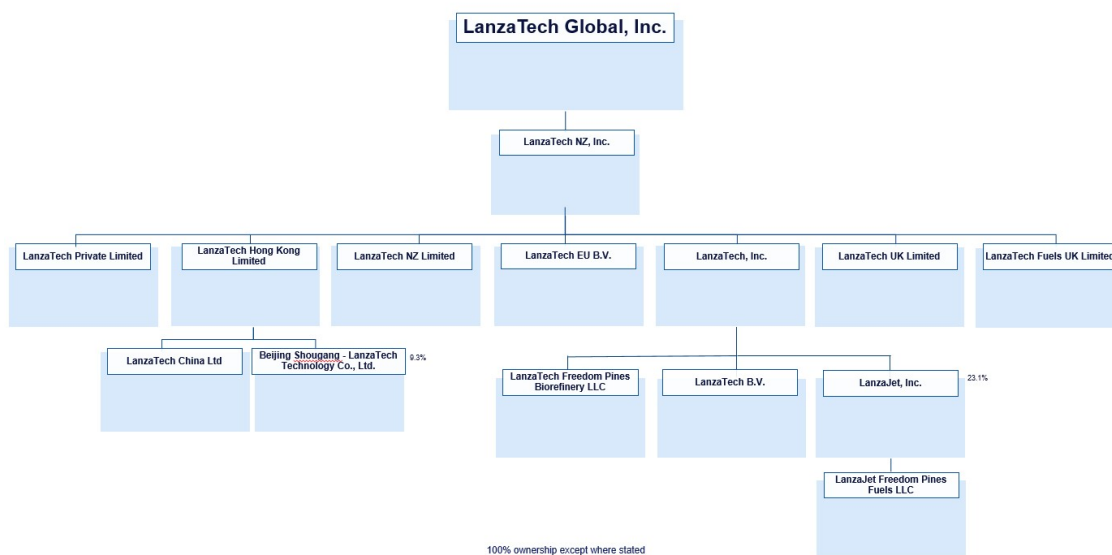 LanzaTech Global, Inc.
LanzaTech NZ, Inc.
LanzaTech Private Limited
LanzaTech Hong Kong
Limited
LanzaTech NZ Limited
LanzaTech EU B.V.
LanzaTech, Inc.
LanzaTech UK Limited
LanzaTech Fuels UK Limited
LanzaTech China Ltd
Beijing Shougang - LanzaTech
Technology Co., Ltd.
9.3%
LanzaTech Freedom Pines
Biorefinery LLC
LanzaTech B.V.
LanzaJet, Inc.
23.1%
LanzaJet Freedom Pines
Fuels LLC
100% ownership except where stated